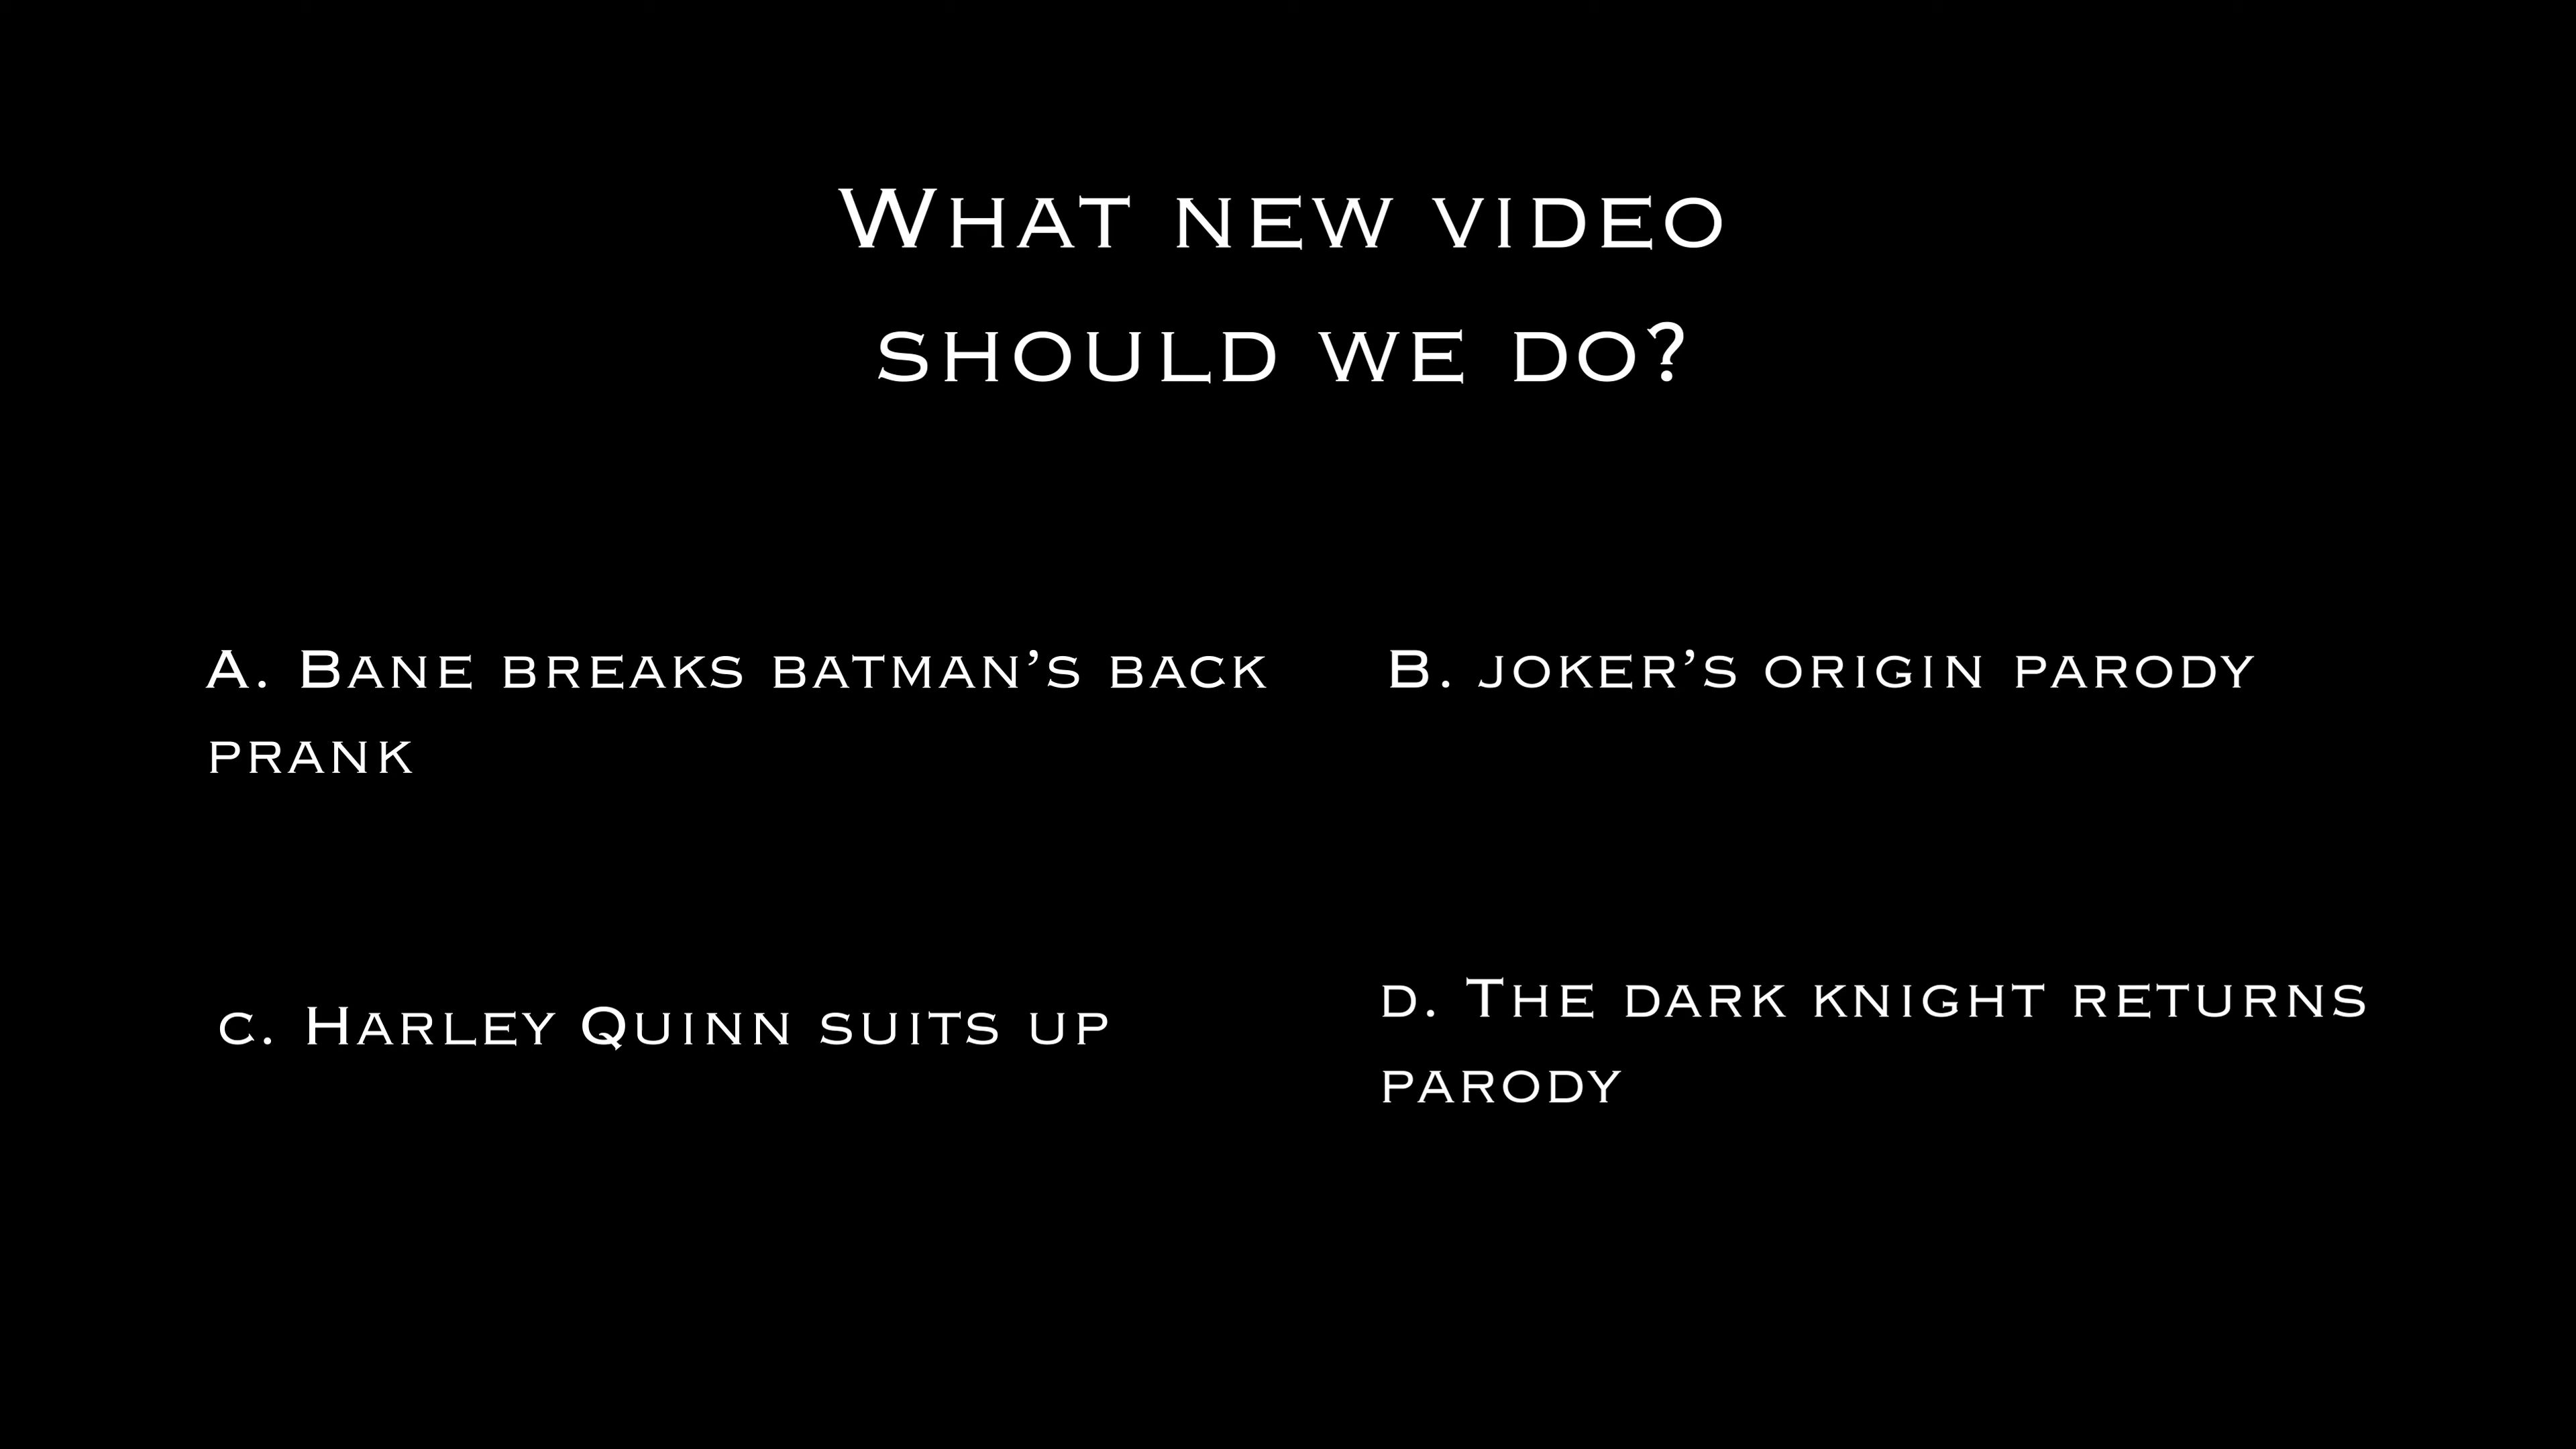 What new video
should we do?
A. Bane breaks batman's back
prank
B. joker's origin parody
c. Harley Quinn suits up
d. The dark knight returns
parody